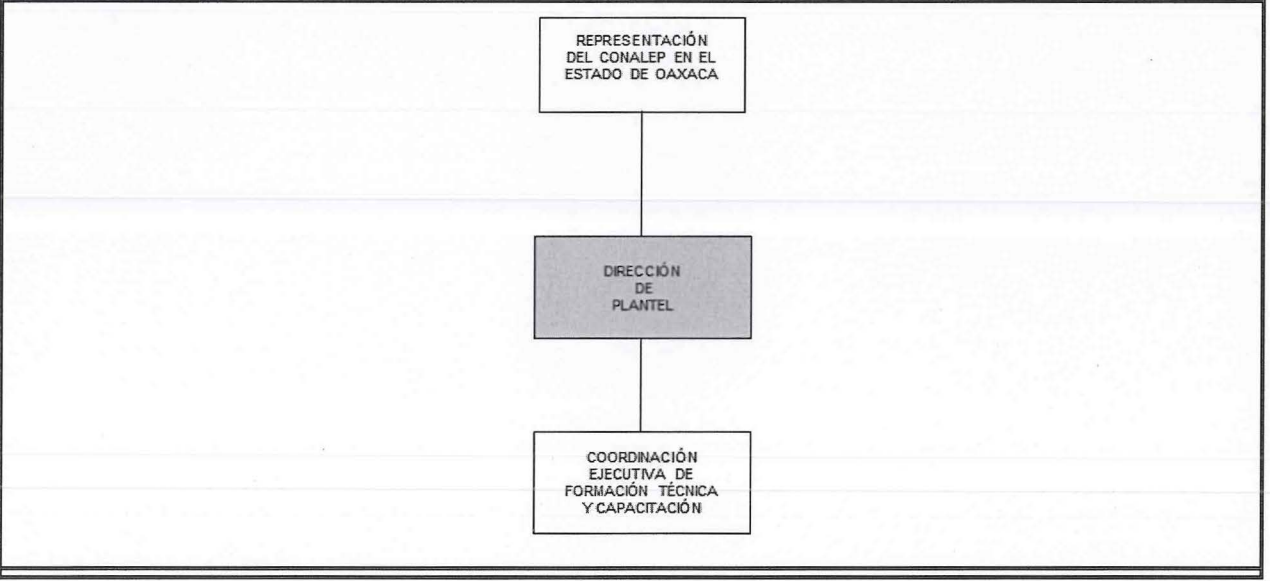 REPRESENTACIÓN
DEL CONALEP EN EL
ESTADO DE OAXACA
DIRECCIÓN
DE
PLANTEL
COORDINACIÓN
EJECUTIVA DE
FORMACIÓN TÉCNICA
Y CAPACITACIÓN